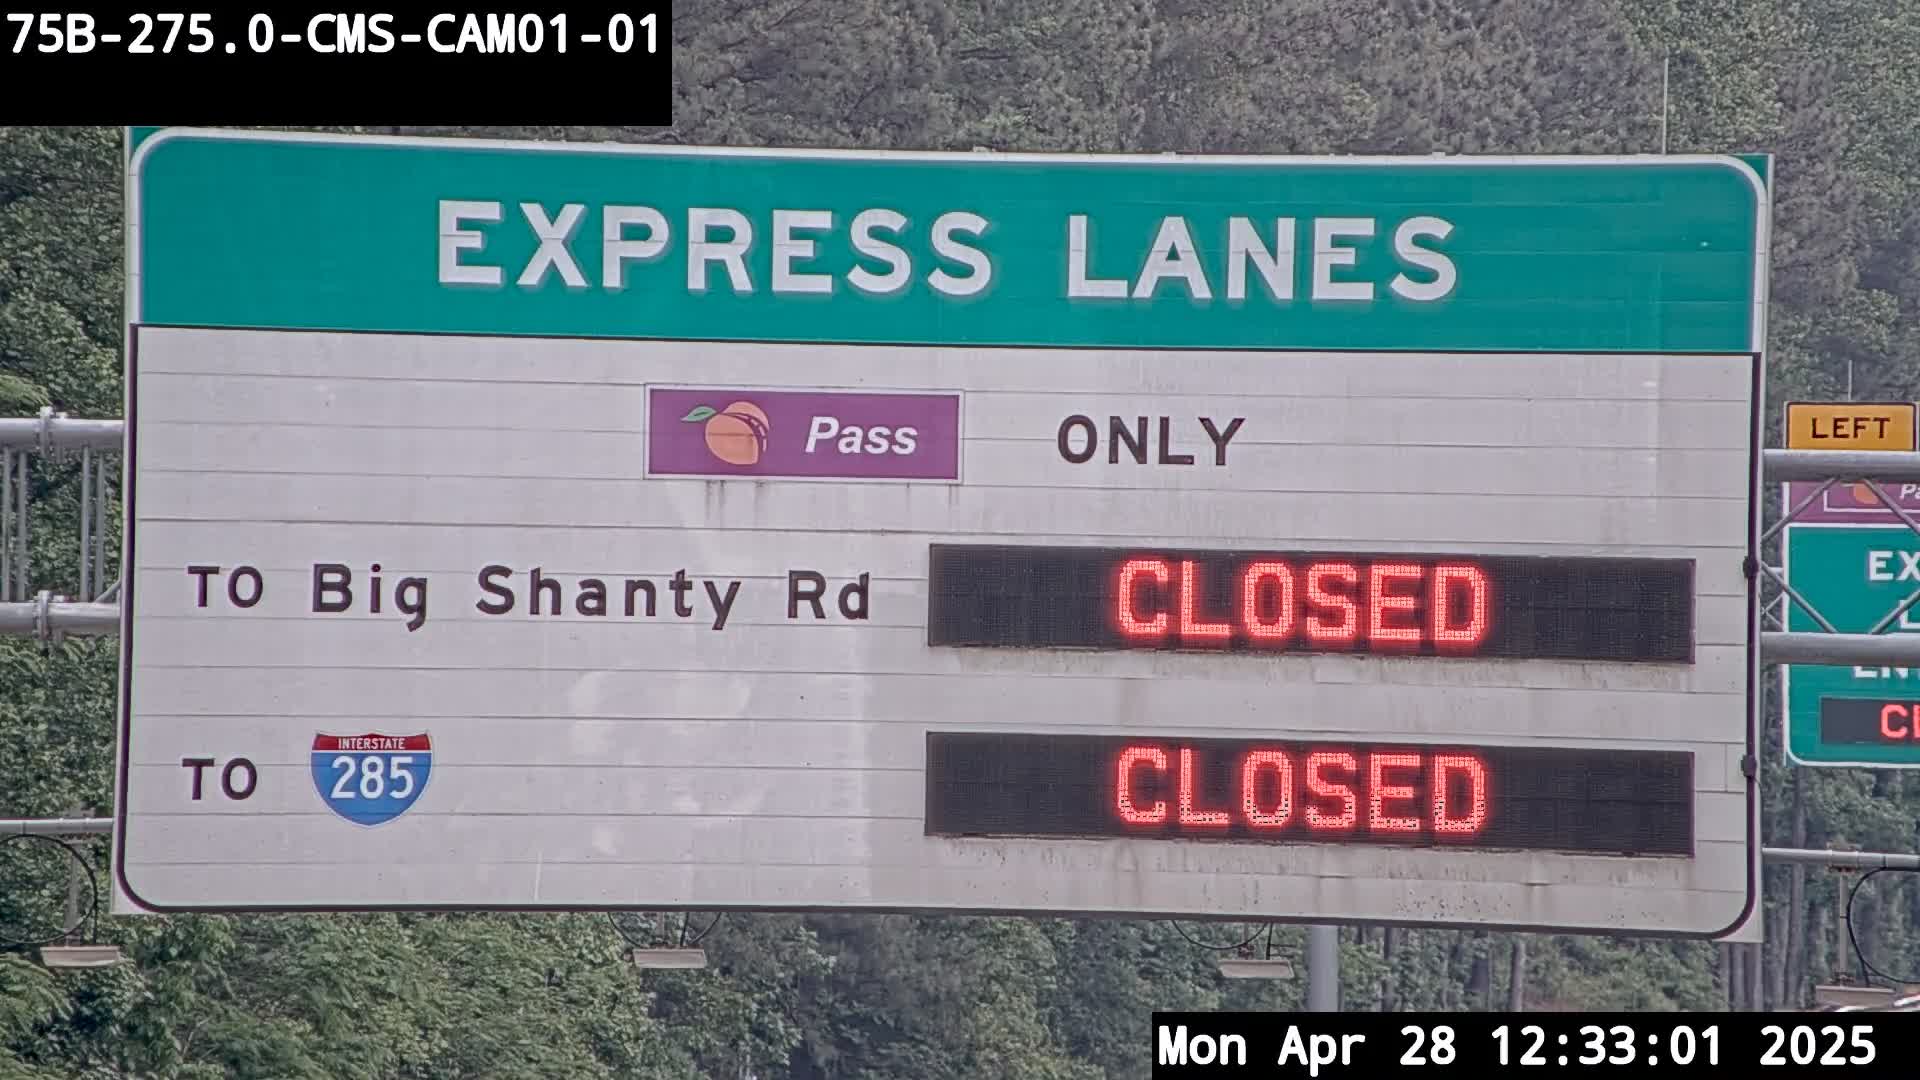 75B-275.0-CMS-CAM01-01
EXPRESS LANES
Pass ONLY
TO Big Shanty Rd CLOSED
TO INTERSTATE 285 CLOSED
LEFT
Mon Apr 28 12:33:01 2025